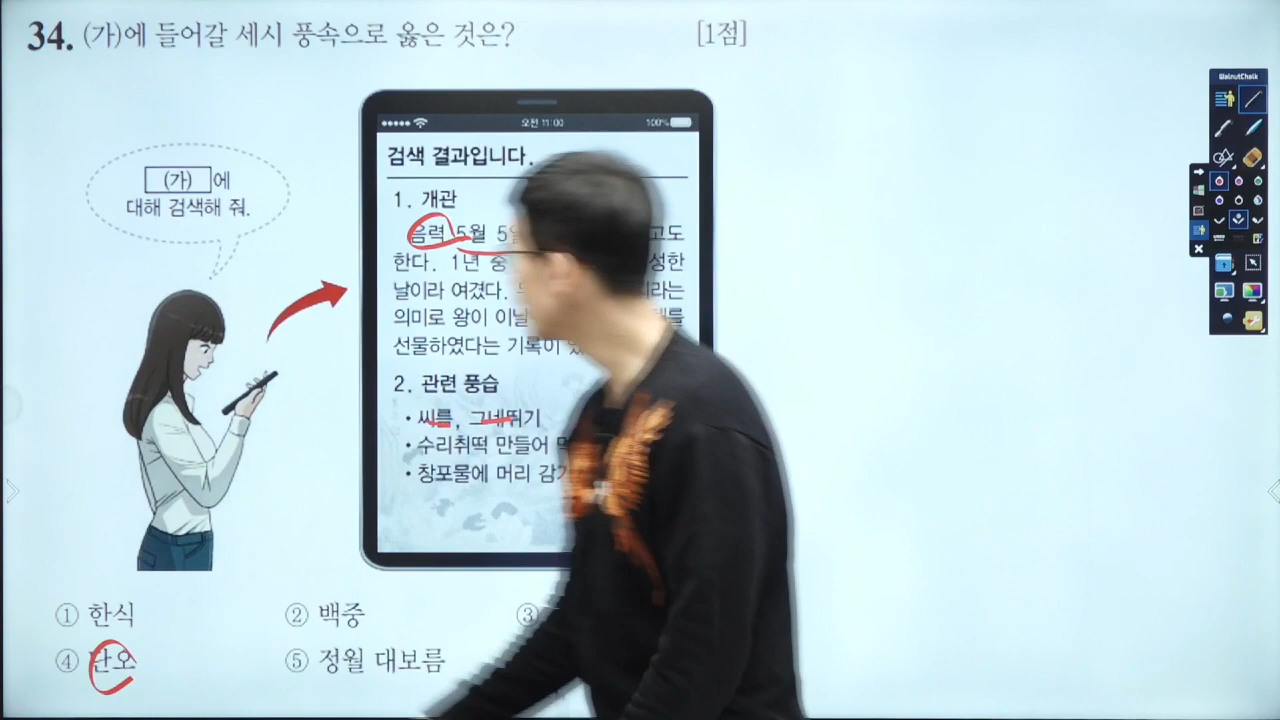 34. (가)에 들어갈 세시 풍속으로 옳은 것은? [1점]
WalnutChalk
오전 11:00
100%
검색 결과입니다.
(가)에
대해 검색해 줘.
1. 개관
음력 5월 5일 고도
한다. 1년 중 성한
날이라 여겼다. 라는
의미로 왕이 이날 를
선물하였다는 기록이
2. 관련 풍습
• 씨름, 그네뛰기
• 수리취떡 만들어
• 창포물에 머리 감기
① 한식 ② 백중 ③
④ 단오 ⑤ 정월 대보름